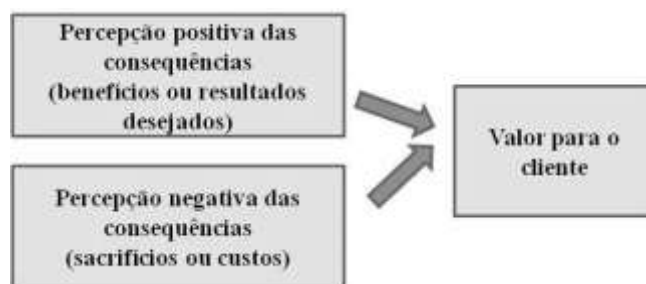 Percepção positiva das
consequências
(benefícios ou resultados
desejados)
Percepção negativa das
consequências
(sacrifícios ou custos)
Valor para o
cliente